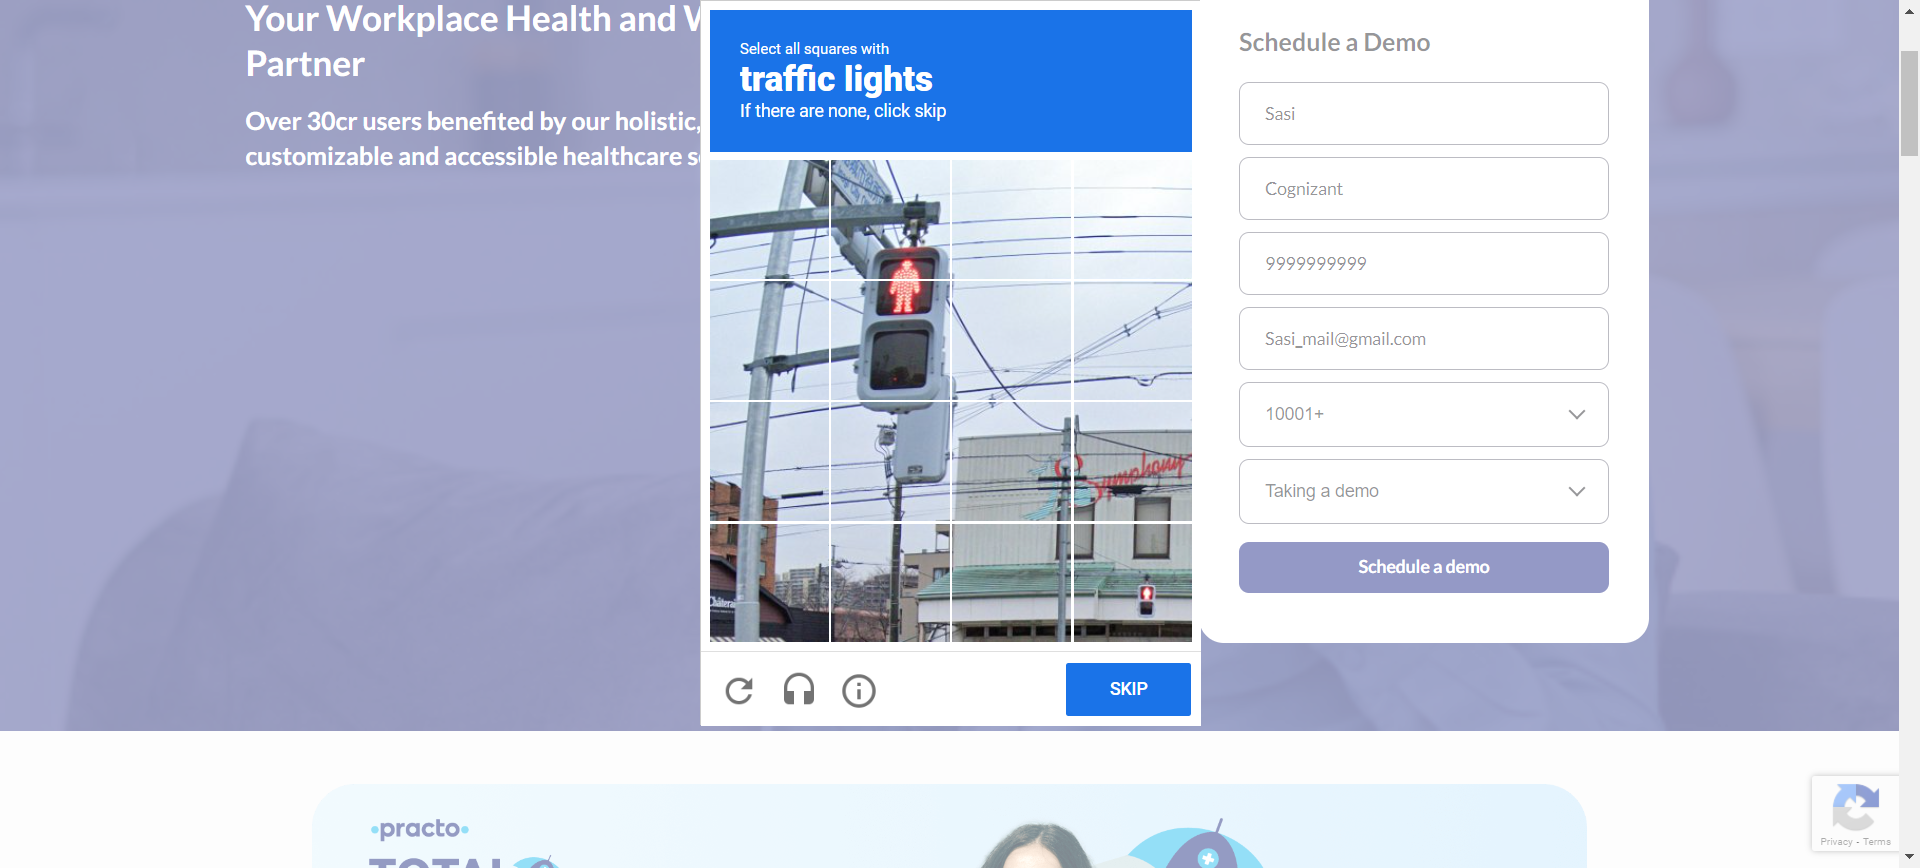 Your Workplace Health and W
Partner
Over 30cr users benefited by our holistic,
customizable and accessible healthcare s
Select all squares with
traffic lights
If there are none, click skip
Symphony
SKIP
Schedule a Demo
Sasi
Cognizant
9999999999
Sasi_mail@gmail.com
10001+
Taking a demo
Schedule a demo
practo
TOTAL
Privacy - Terms